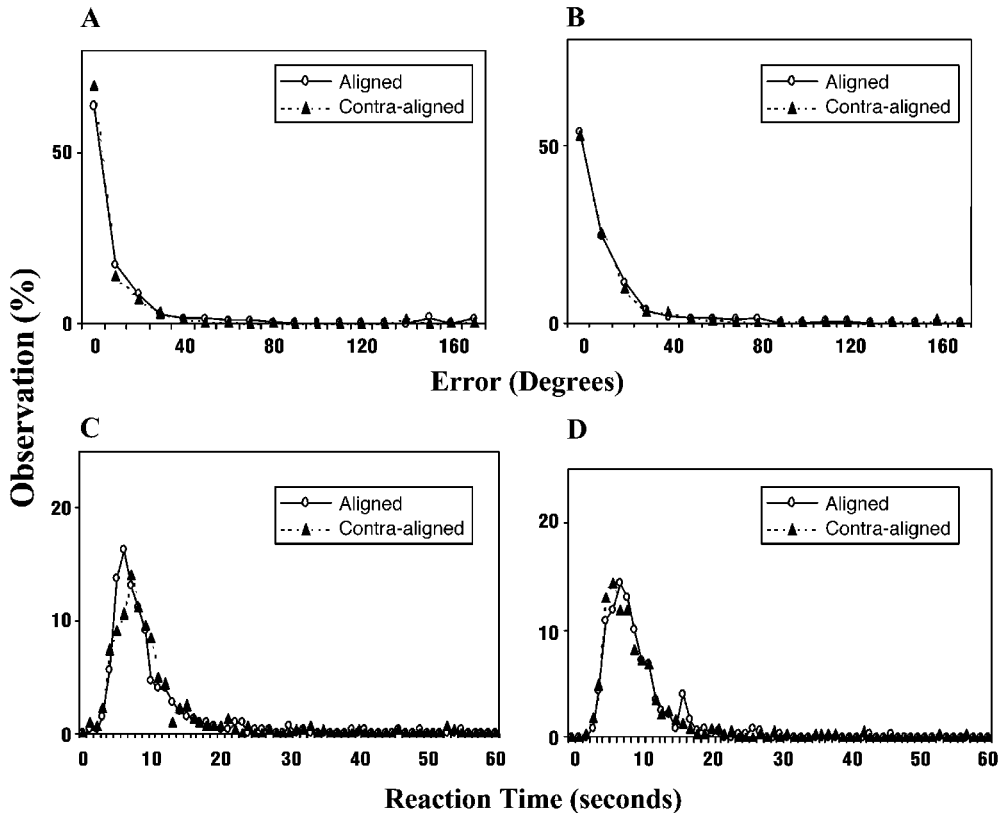 A
B
Aligned
Contra-aligned
50
0
0 40 80 120 160
Aligned
Contra-aligned
50
0
0 40 80 120 160
Error (Degrees)
Observation (%)
C
D
Aligned
Contra-aligned
20
10
0
0 10 20 30 40 50 60
Aligned
Contra-aligned
20
10
0
0 10 20 30 40 50 60
Reaction Time (seconds)